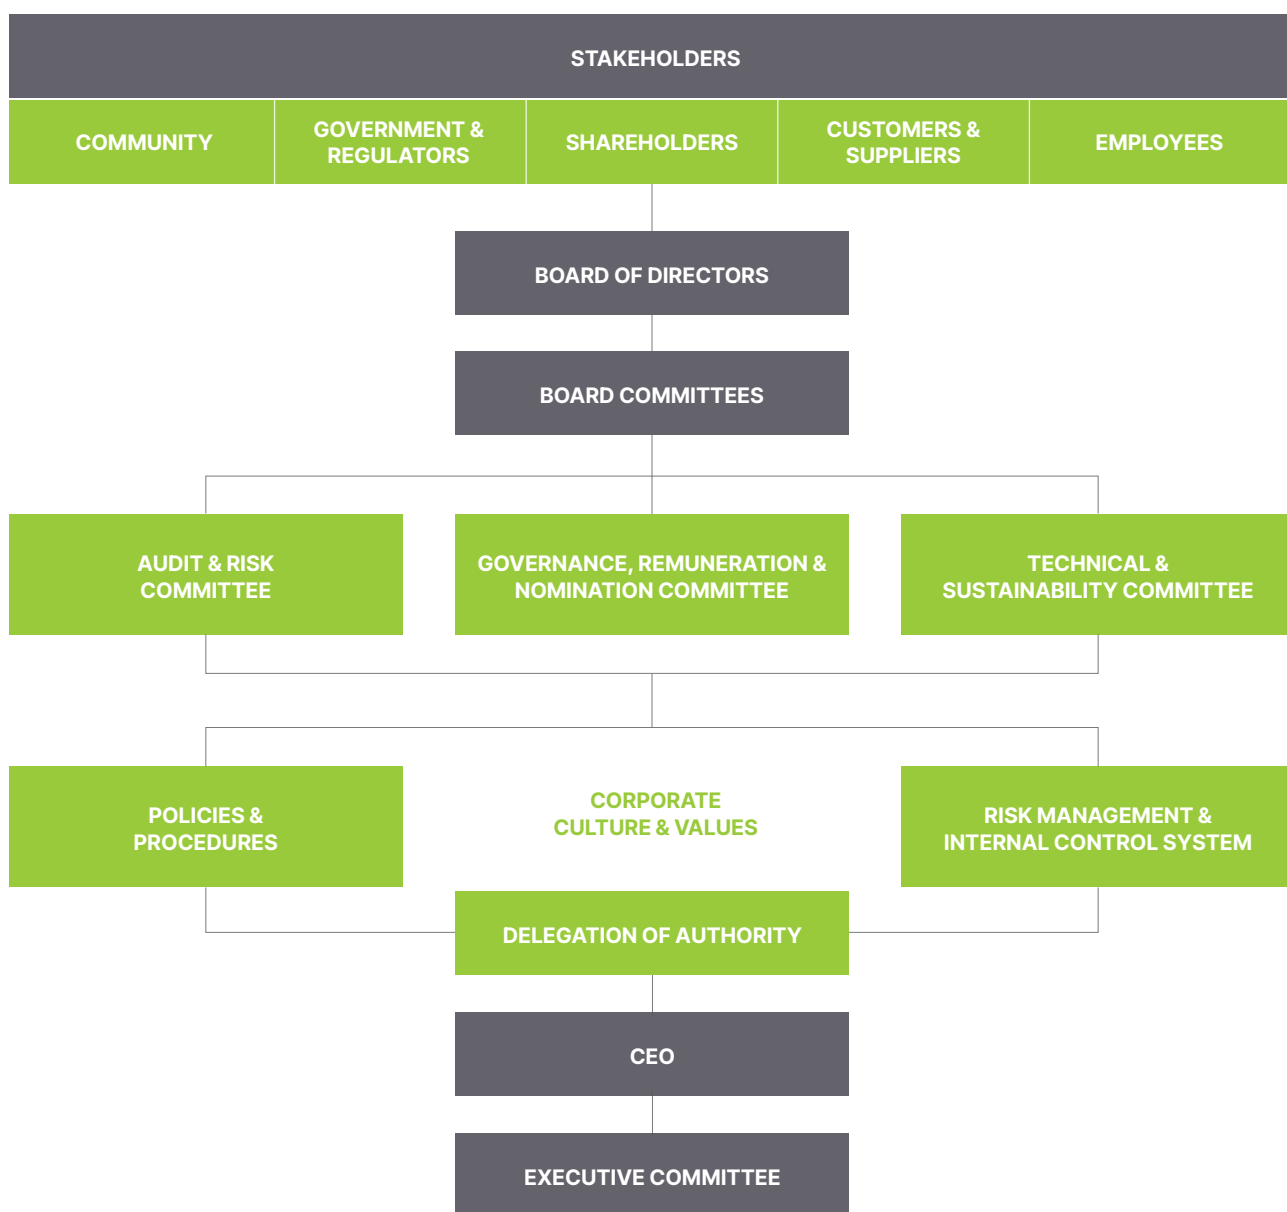 STAKEHOLDERS
COMMUNITY
GOVERNMENT &
REGULATORS
SHAREHOLDERS
CUSTOMERS &
SUPPLIERS
EMPLOYEES
BOARD OF DIRECTORS
BOARD COMMITTEES
AUDIT & RISK
COMMITTEE
GOVERNANCE, REMUNERATION &
NOMINATION COMMITTEE
TECHNICAL &
SUSTAINABILITY COMMITTEE
POLICIES &
PROCEDURES
CORPORATE
CULTURE & VALUES
RISK MANAGEMENT &
INTERNAL CONTROL SYSTEM
DELEGATION OF AUTHORITY
CEO
EXECUTIVE COMMITTEE